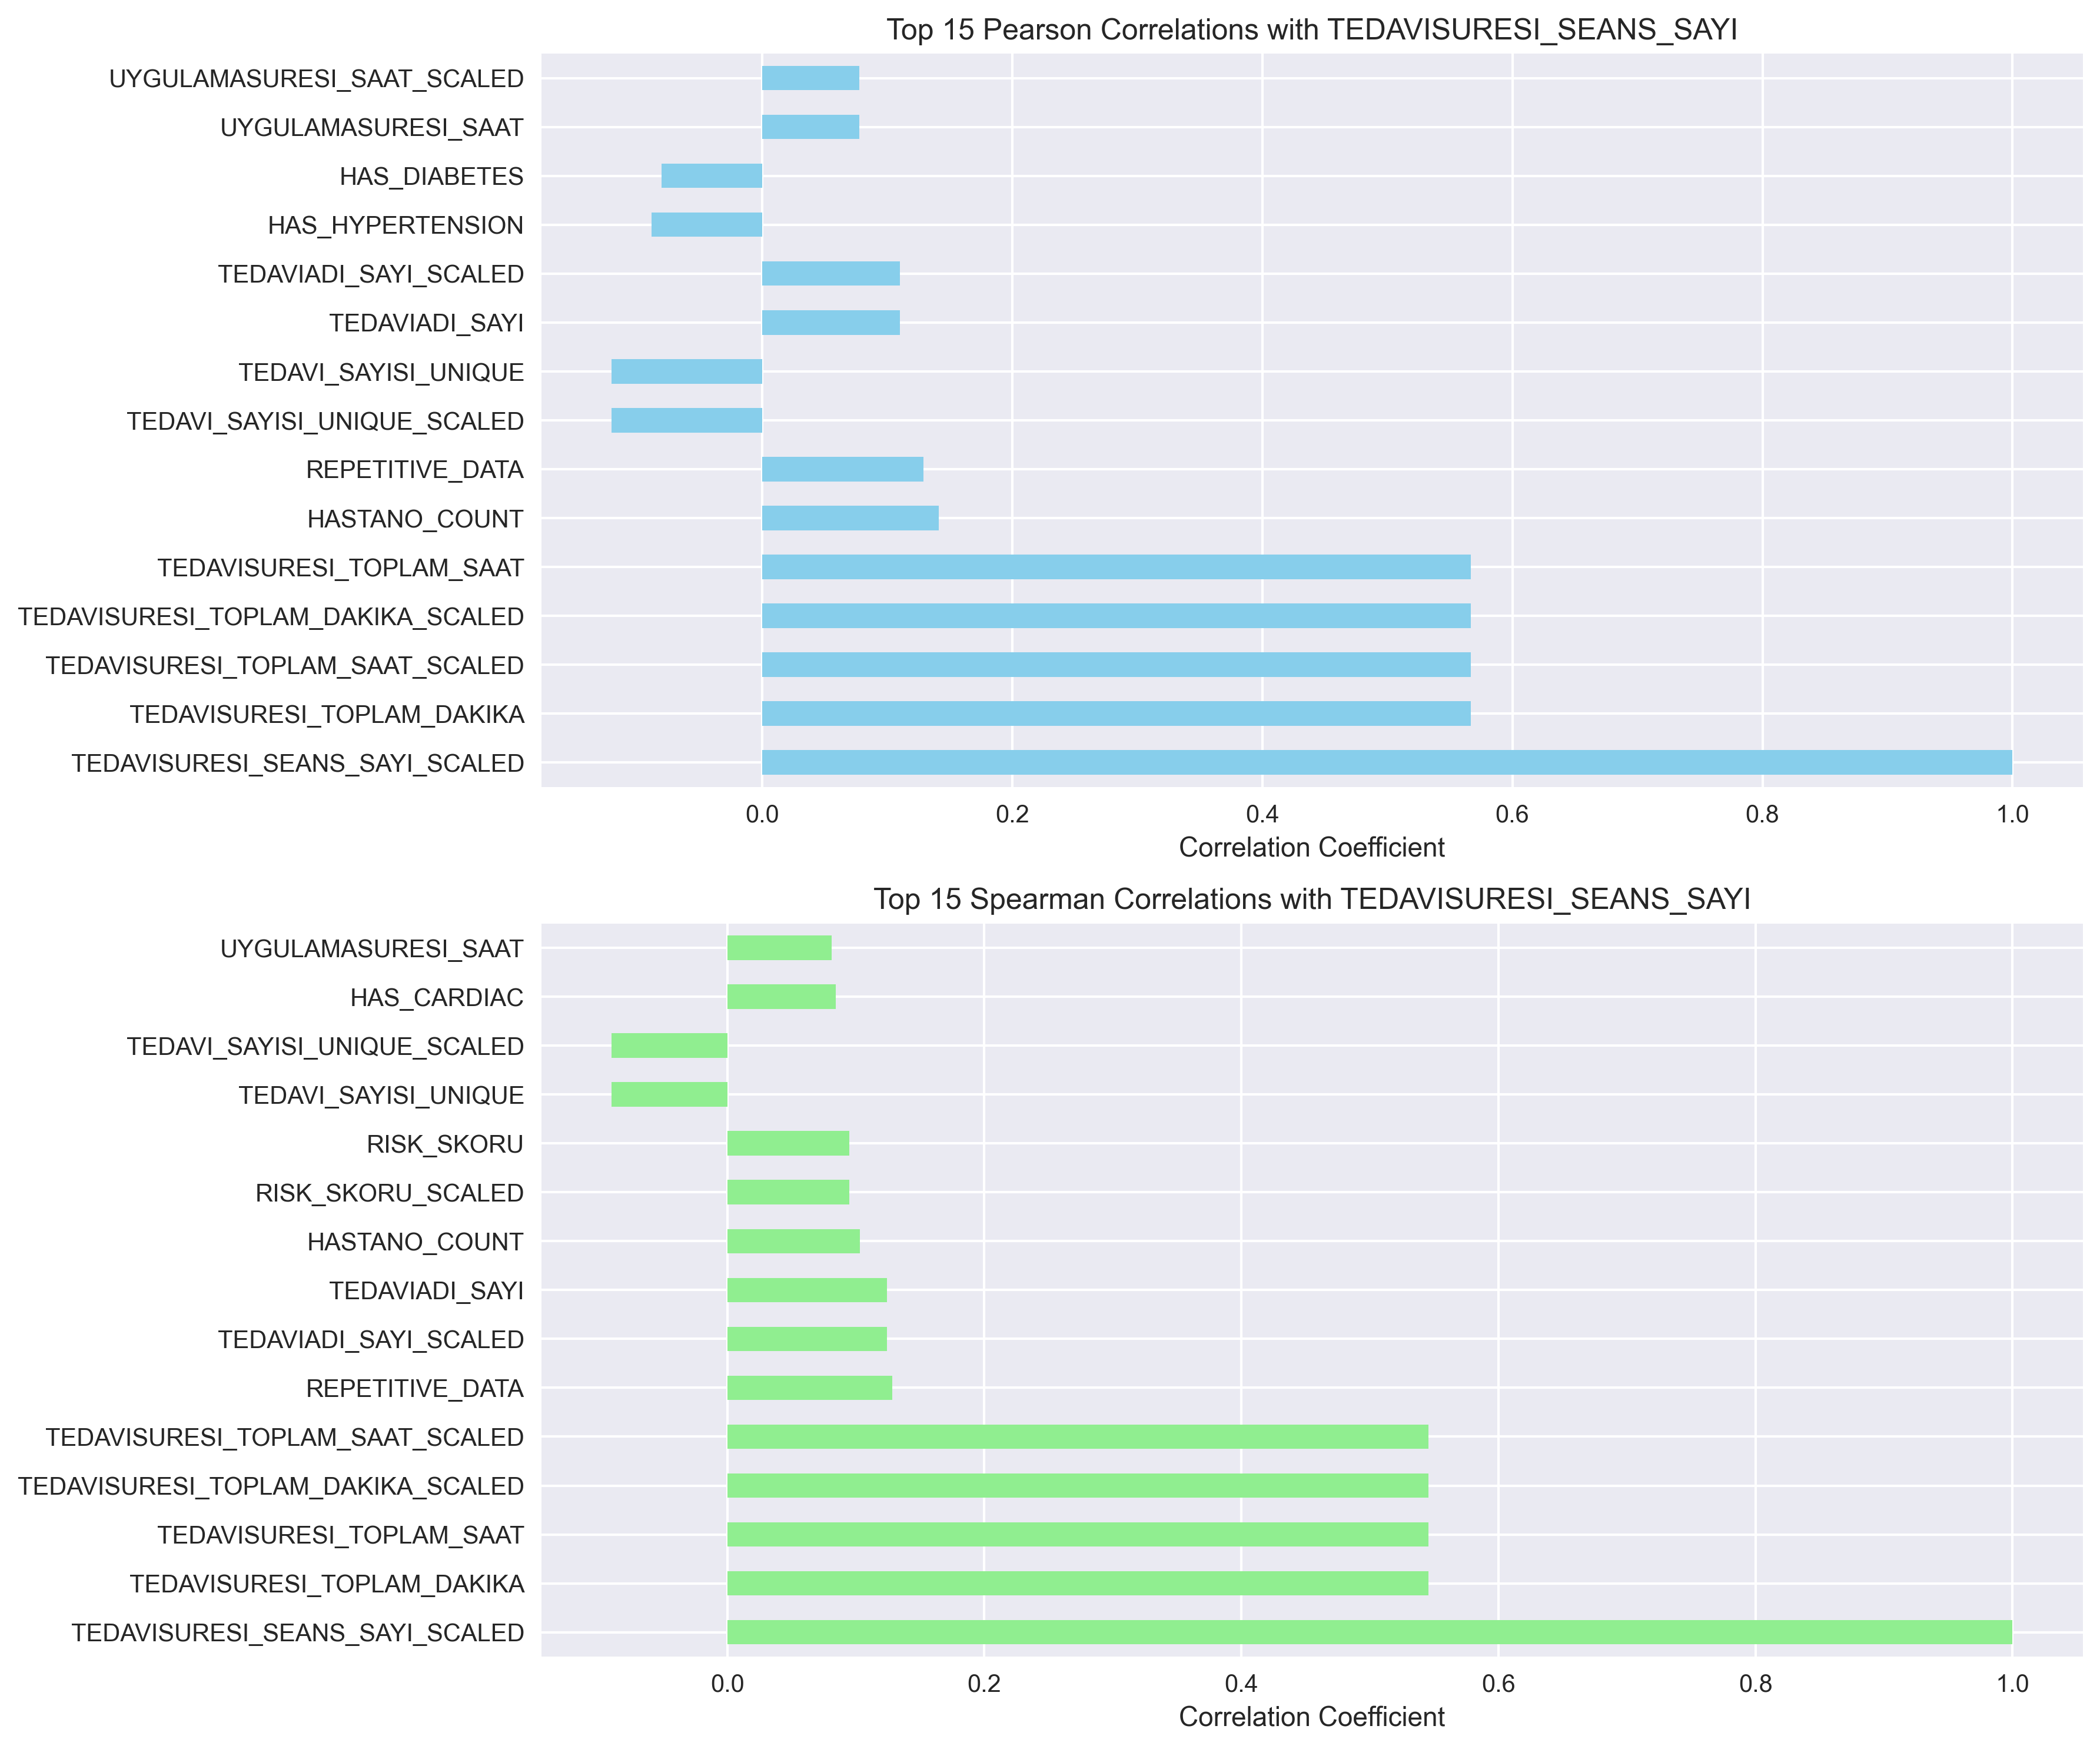 Top 15 Pearson Correlations with TEDAVISURESI_SEANS_SAYI
UYGULAMASURESI_SAAT_SCALED
UYGULAMASURESI_SAAT
HAS_DIABETES
HAS_HYPERTENSION
TEDAVIADI_SAYI_SCALED
TEDAVIADI_SAYI
TEDAVI_SAYISI_UNIQUE
TEDAVI_SAYISI_UNIQUE_SCALED
REPETITIVE_DATA
HASTANO_COUNT
TEDAVISURESI_TOPLAM_SAAT
TEDAVISURESI_TOPLAM_DAKIKA_SCALED
TEDAVISURESI_TOPLAM_SAAT_SCALED
TEDAVISURESI_TOPLAM_DAKIKA
TEDAVISURESI_SEANS_SAYI_SCALED
0.0 0.2 0.4 0.6 0.8 1.0
Correlation Coefficient
Top 15 Spearman Correlations with TEDAVISURESI_SEANS_SAYI
UYGULAMASURESI_SAAT
HAS_CARDIAC
TEDAVI_SAYISI_UNIQUE_SCALED
TEDAVI_SAYISI_UNIQUE
RISK_SKORU
RISK_SKORU_SCALED
HASTANO_COUNT
TEDAVIADI_SAYI
TEDAVIADI_SAYI_SCALED
REPETITIVE_DATA
TEDAVISURESI_TOPLAM_SAAT_SCALED
TEDAVISURESI_TOPLAM_DAKIKA_SCALED
TEDAVISURESI_TOPLAM_SAAT
TEDAVISURESI_TOPLAM_DAKIKA
TEDAVISURESI_SEANS_SAYI_SCALED
0.0 0.2 0.4 0.6 0.8 1.0
Correlation Coefficient